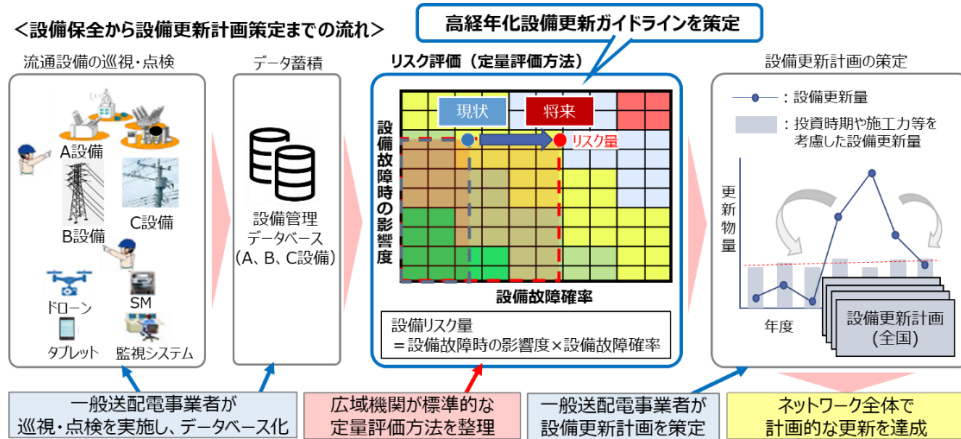 <設備保全から設備更新計画策定までの流れ>
高経年化設備更新ガイドラインを策定
流通設備の巡視・点検
A設備
B設備
C設備
ドローン
SM
タブレット
監視システム
データ蓄積
設備管理
データベース
(A、B、C設備)
リスク評価(定量評価方法)
現状
将来
リスク量
設備故障時の影響度
設備故障確率
設備リスク量
=設備故障時の影響度×設備故障確率
設備更新計画の策定
:設備更新量
:投資時期や施工力等を
考慮した設備更新量
更新物量
年度
設備更新計画
(全国)
一般送配電事業者が
巡視・点検を実施し、データベース化
広域機関が標準的な
定量評価方法を整理
一般送配電事業者が
設備更新計画を策定
ネットワーク全体で
計画的な更新を達成